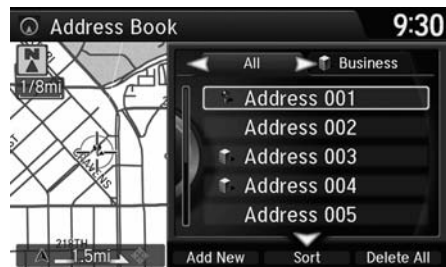 Address Book
9:30
N
1/8mi
All
Business
Address 001
Address 002
Address 003
Address 004
Address 005
218TH
1.5mi
Add New
Sort
Delete All